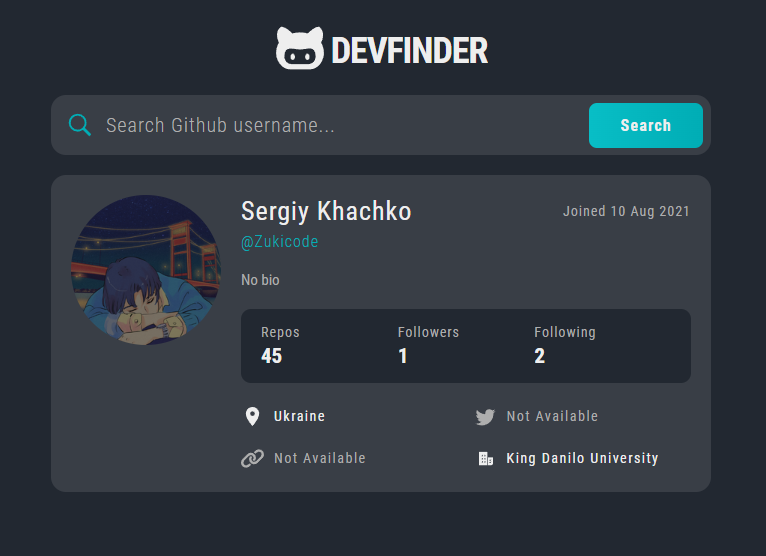 DEVFINDER
Search Github username...
Search
Sergiy Khachko
Joined 10 Aug 2021
@Zukicode
No bio
Repos
Followers
Following
45
1
2
Ukraine
Not Available
Not Available
King Danilo University